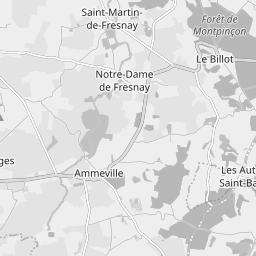 Saint-Martin-
de-Fresnay
Forêt de
Montpinçon
Le Billot
Notre-Dame
de Fresnay
ges
Ammeville
Les Aut
Saint-Ba